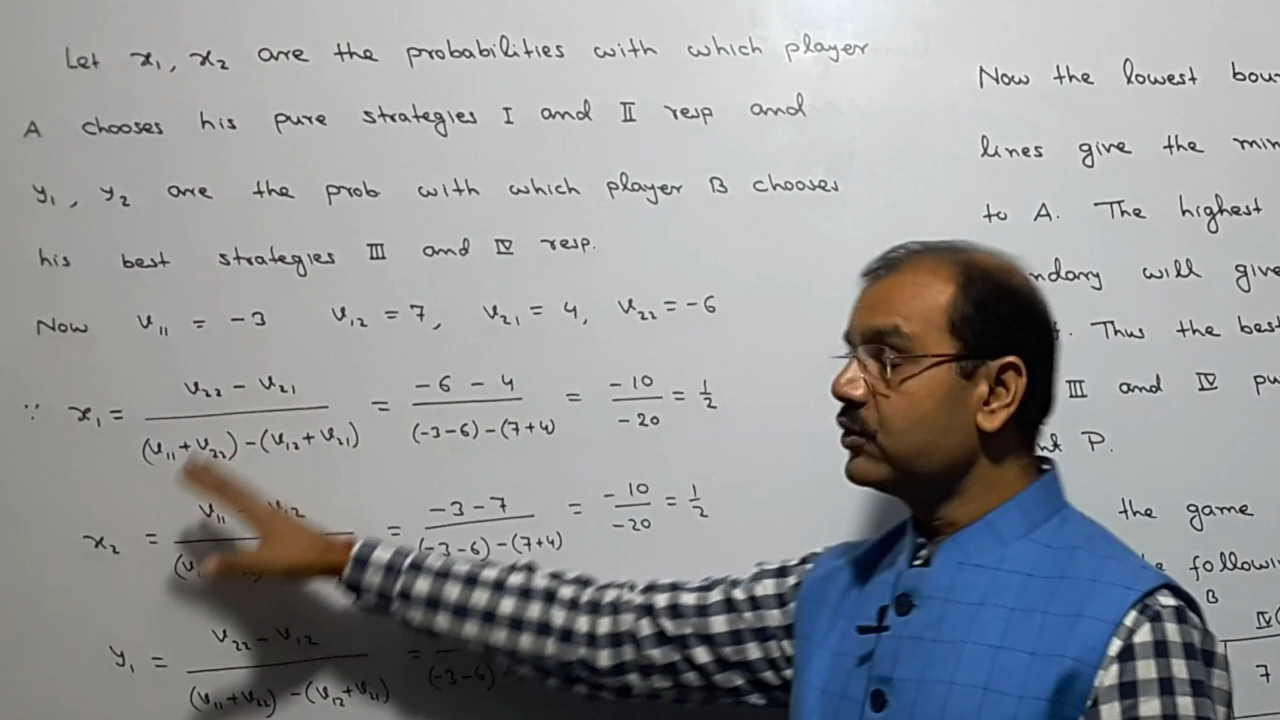 Let x₁, x₂ are the probabilities with which player
A chooses his pure strategies I and II resp and
y₁, y₂ are the prob with which player B chooses
his best strategies III and IV resp.
Now v₁₁ = -3 v₁₂ = 7, v₂₁ = 4, v₂₂ = -6
∵ x₁ = (v₂₂ - v₂₁) / ((v₁₁ + v₂₂) - (v₁₂ + v₂₁)) = (-6 - 4) / ((-3-6) - (7+4)) = -10 / -20 = 1/2
x₂ = v₁₁ - v₁₂ = (-3 - 7) / ((-3-6) - (7+4)) = -10 / -20 = 1/2
y₁ = (v₂₂ - v₁₂) / ((v₁₁ + v₂₂) - (v₁₂ + v₂₁)) = (-3-6) -
Now the lowest
lines give the
to A. The highest
will
Thus the best
III and IV
P.
the game
B
IV
7